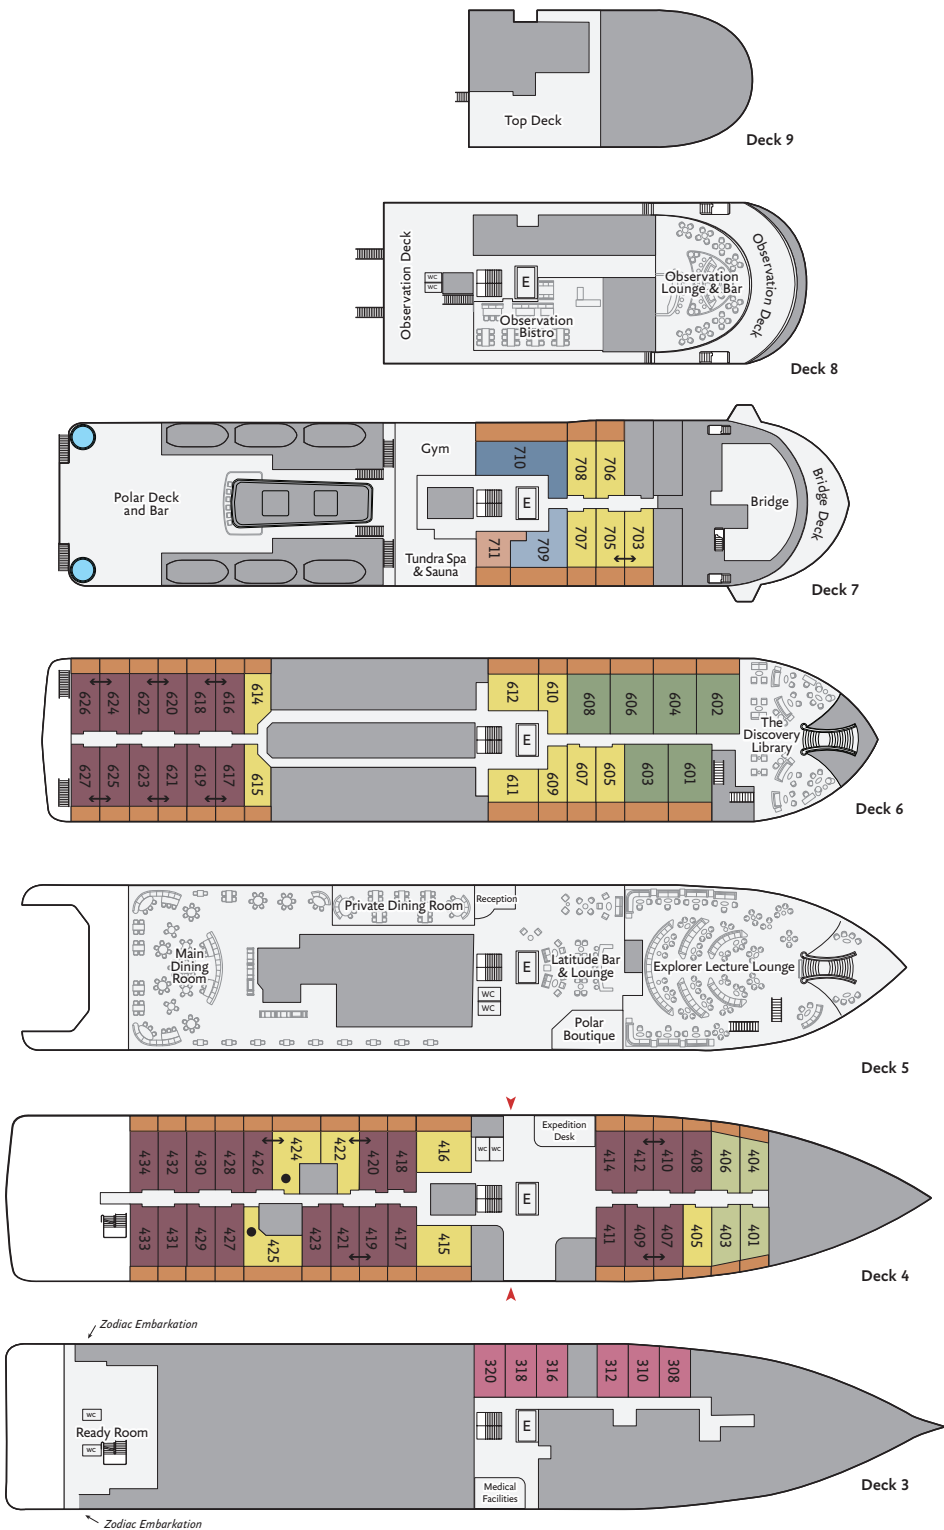 Top Deck
Deck 9
Observation Deck
WC
WC
E
Observation
Bistro
Observation
Lounge & Bar
Observation Deck
Deck 8
Polar Deck
and Bar
Gym
Tundra Spa
& Sauna
E
710
708
706
711
709
707
705
703
Bridge
Bridge Deck
Deck 7
626
624
622
620
618
616
614
612
610
608
606
604
602
E
627
625
623
621
619
617
615
611
609
607
605
603
601
The
Discovery
Library
Deck 6
Main
Dining
Room
Private Dining Room
Reception
E
WC
WC
Latitude Bar
& Lounge
Polar
Boutique
Explorer Lecture Lounge
Deck 5
434
432
430
428
426
424
422
420
418
416
WC
WC
Expedition
Desk
414
412
410
408
406
404
E
433
431
429
427
425
423
421
419
417
415
411
409
407
405
403
401
Deck 4
Zodiac Embarkation
320
318
316
312
310
308
WC
Ready Room
WC
E
Medical
Facilities
Deck 3
Zodiac Embarkation